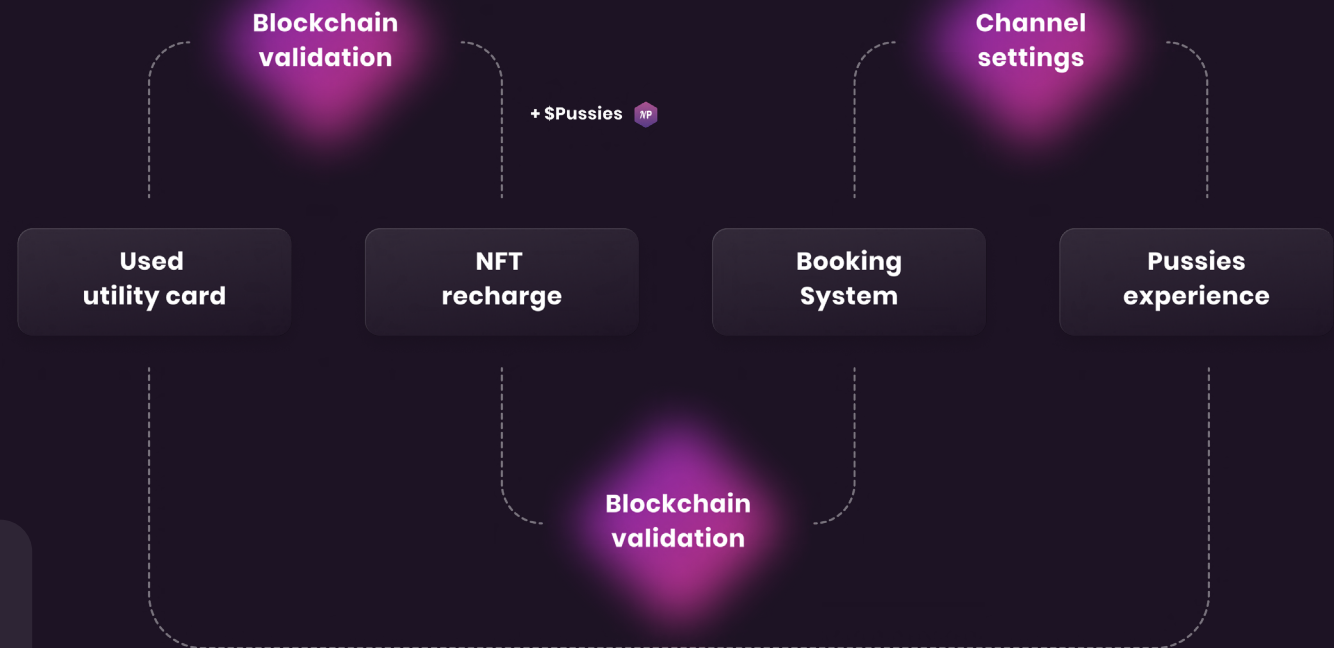 Blockchain
validation
Channel
settings
+ $Pussies NP
Used
utility card
NFT
recharge
Booking
System
Pussies
experience
Blockchain
validation